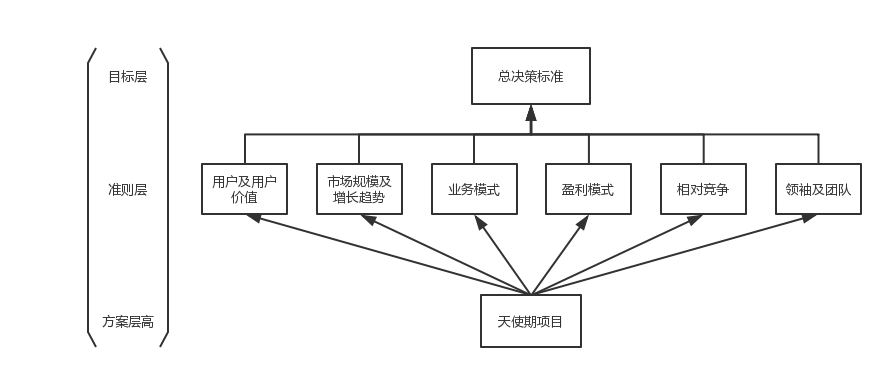 目标层
总决策标准
准则层
用户及用户
价值
市场规模及
增长趋势
业务模式
盈利模式
相对竞争
领袖及团队
方案层高
天使期项目